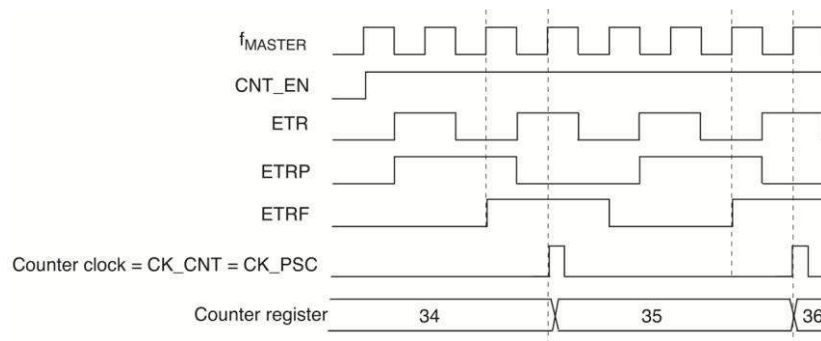 fMASTER
CNT_EN
ETR
ETRP
ETRF
Counter clock = CK_CNT = CK_PSC
Counter register 34 35 36